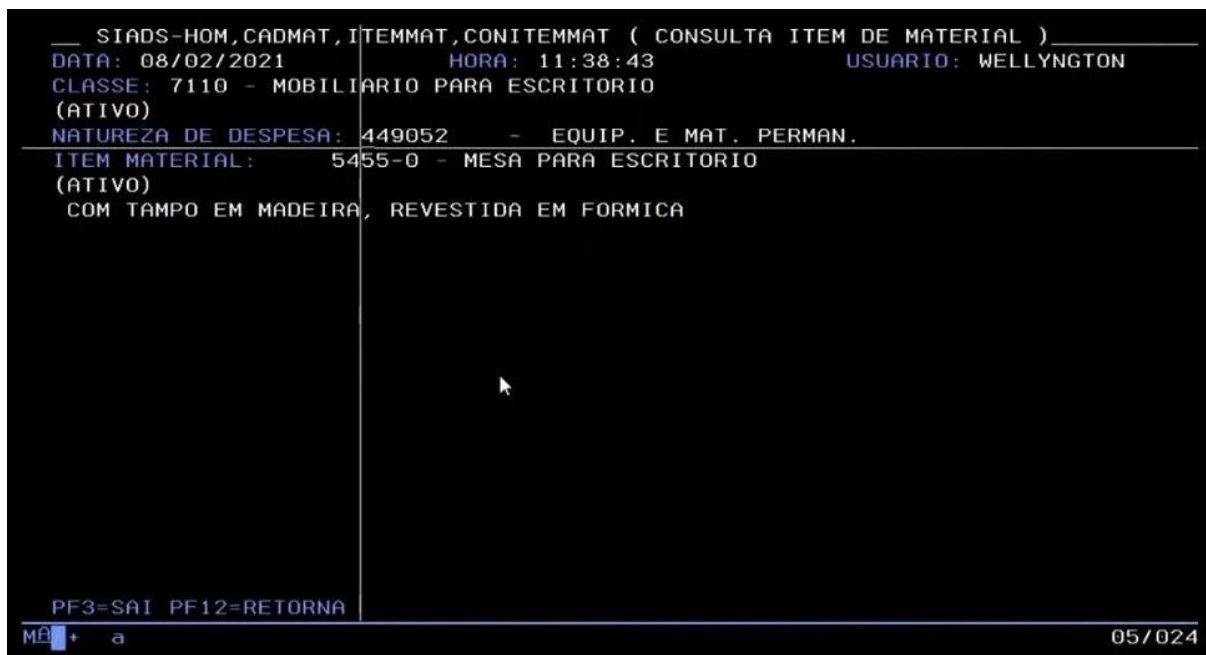 __ SIADS-HOM,CADMAT,ITEMMAT,CONITEMMAT ( CONSULTA ITEM DE MATERIAL )
DATA: 08/02/2021 HORA: 11:38:43 USUARIO: WELLYNGTON
CLASSE: 7110 - MOBILIARIO PARA ESCRITORIO
(ATIVO)
NATUREZA DE DESPESA: 449052 - EQUIP. E MAT. PERMAN.
ITEM MATERIAL: 5455-0 - MESA PARA ESCRITORIO
(ATIVO)
COM TAMPO EM MADEIRA, REVESTIDA EM FORMICA
PF3=SAI PF12=RETORNA
MA + a 05/024